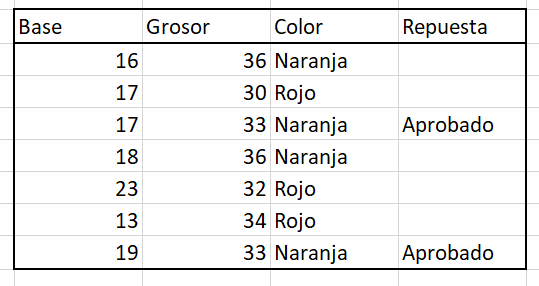 Base Grosor Color Repuesta
16 36 Naranja
17 30 Rojo
17 33 Naranja Aprobado
18 36 Naranja
23 32 Rojo
13 34 Rojo
19 33 Naranja Aprobado